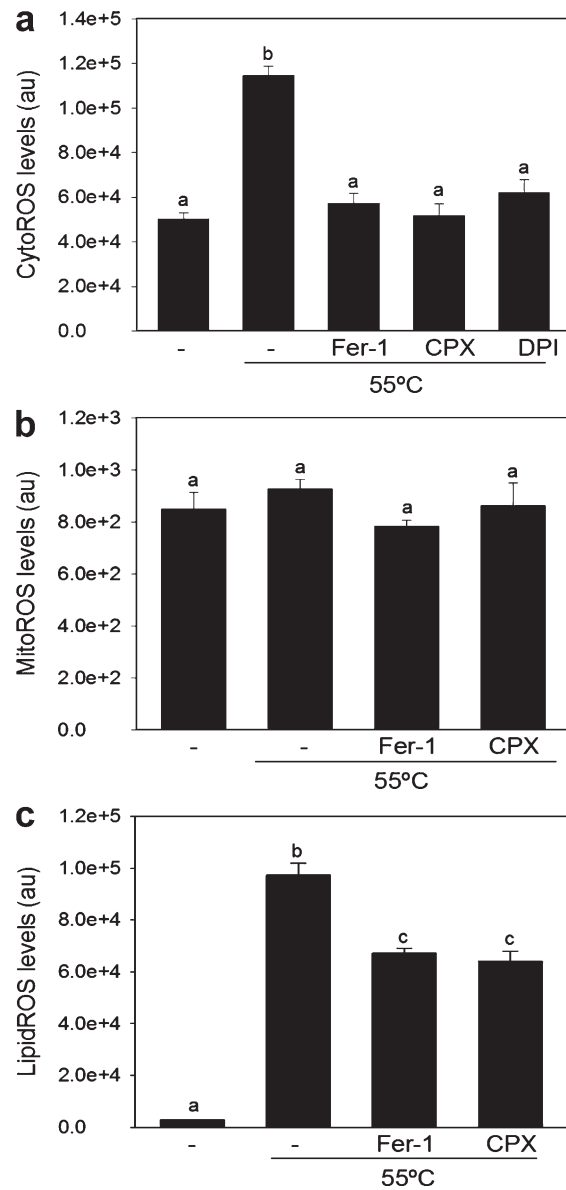 a
1.4e+5
1.2e+5
1.0e+5
8.0e+4
6.0e+4
4.0e+4
2.0e+4
0.0
CytoROS levels (au)
a b a a a
- - Fer-1 CPX DPI
55ºC
b
1.2e+3
1.0e+3
8.0e+2
6.0e+2
4.0e+2
2.0e+2
0.0
MitoROS levels (au)
a a a a
- - Fer-1 CPX
55ºC
c
1.2e+5
1.0e+5
8.0e+4
6.0e+4
4.0e+4
2.0e+4
0.0
LipidROS levels (au)
a b c c
- - Fer-1 CPX
55ºC